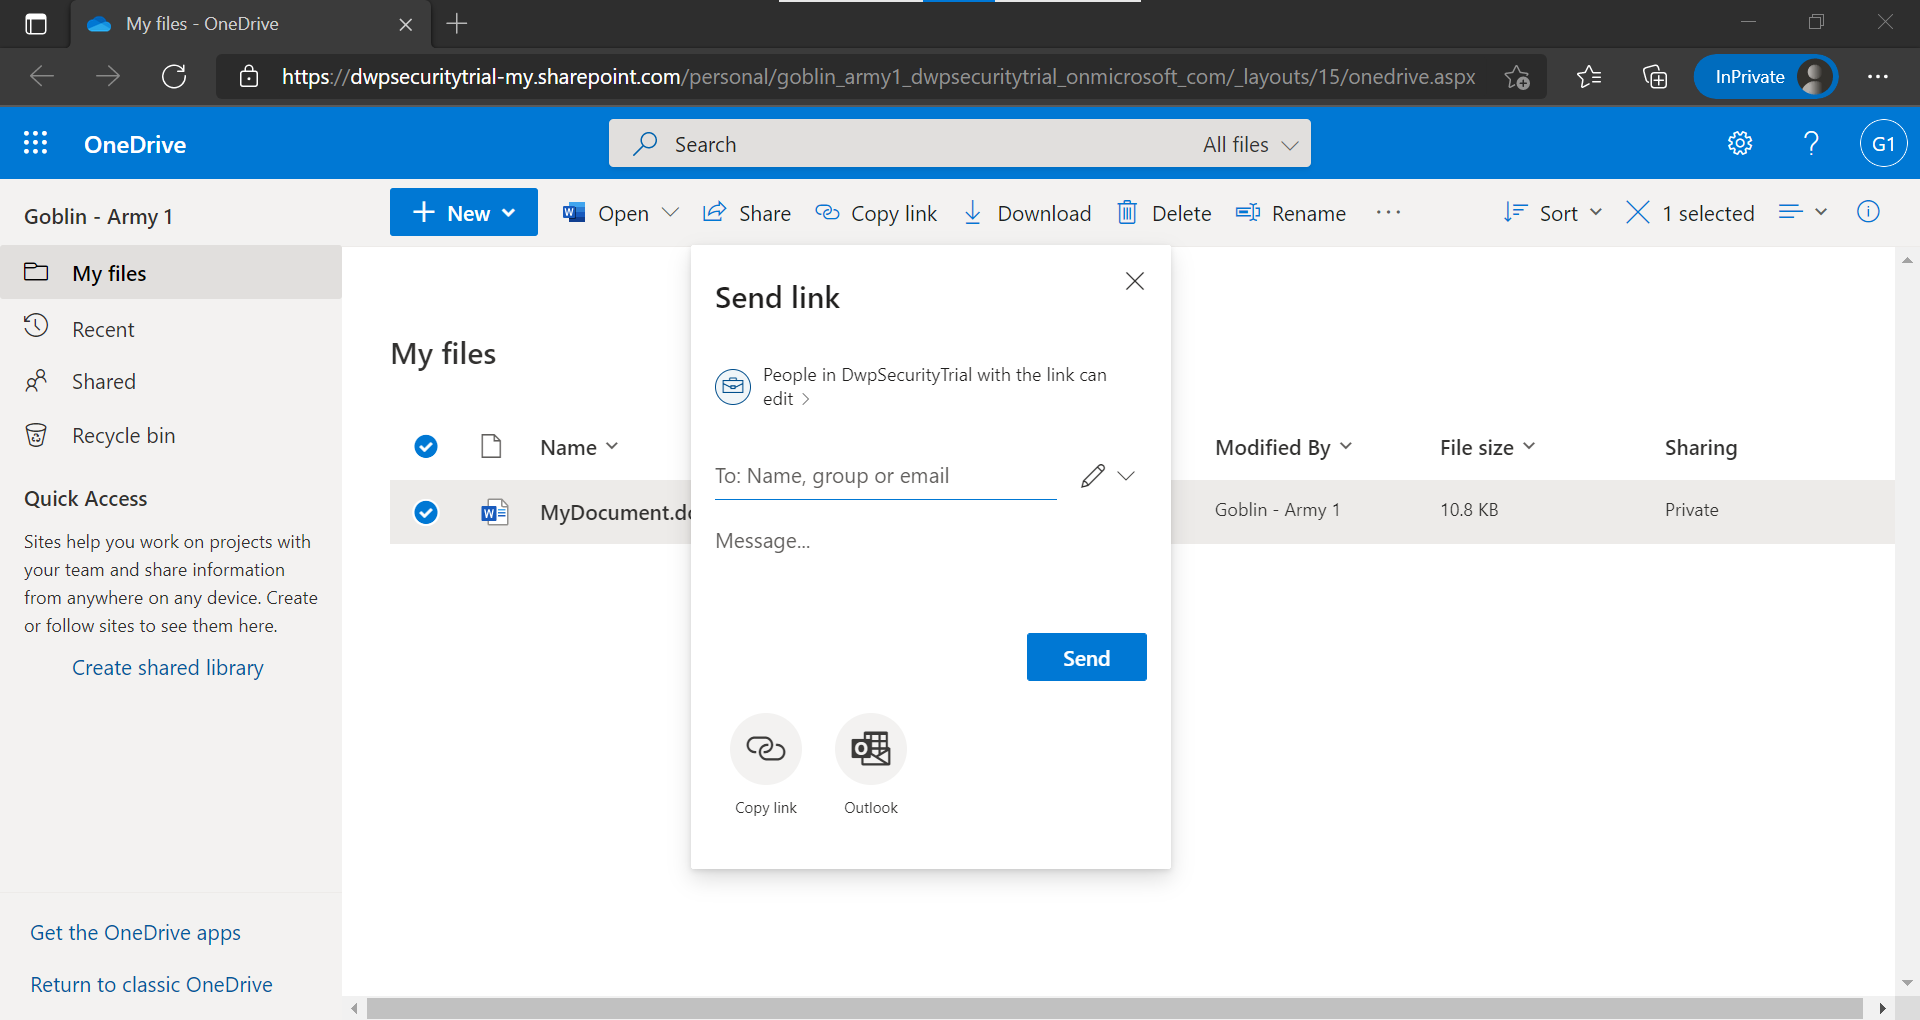 My files - OneDrive
https://dwpsecuritytrial-my.sharepoint.com/personal/goblin_army1_dwpsecuritytrial_onmicrosoft_com/_layouts/15/onedrive.aspx
InPrivate
OneDrive
Search
All files
G1
Goblin - Army 1
New
Open
Share
Copy link
Download
Delete
Rename
Sort
1 selected
My files
Recent
Shared
Recycle bin
Quick Access
Sites help you work on projects with
your team and share information
from anywhere on any device. Create
or follow sites to see them here.
Create shared library
Get the OneDrive apps
Return to classic OneDrive
My files
Name
Modified By
File size
Sharing
MyDocument.do
Goblin - Army 1
10.8 KB
Private
Send link
People in DwpSecurityTrial with the link can
edit
To: Name, group or email
Message...
Send
Copy link
Outlook